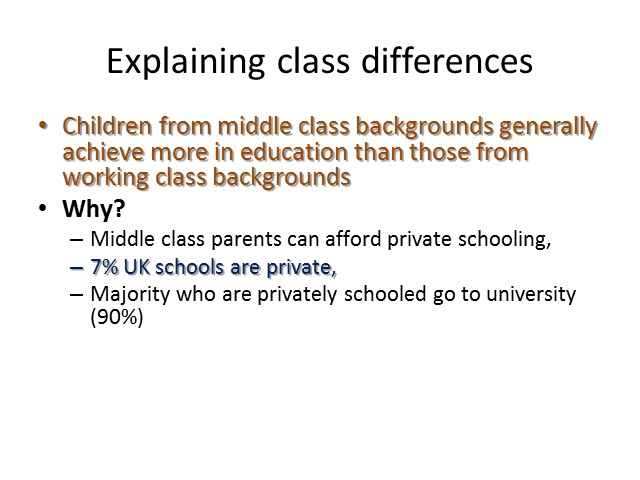 Explaining class differences
• Children from middle class backgrounds generally
achieve more in education than those from
working class backgrounds
• Why?
– Middle class parents can afford private schooling,
– 7% UK schools are private,
– Majority who are privately schooled go to university
(90%)